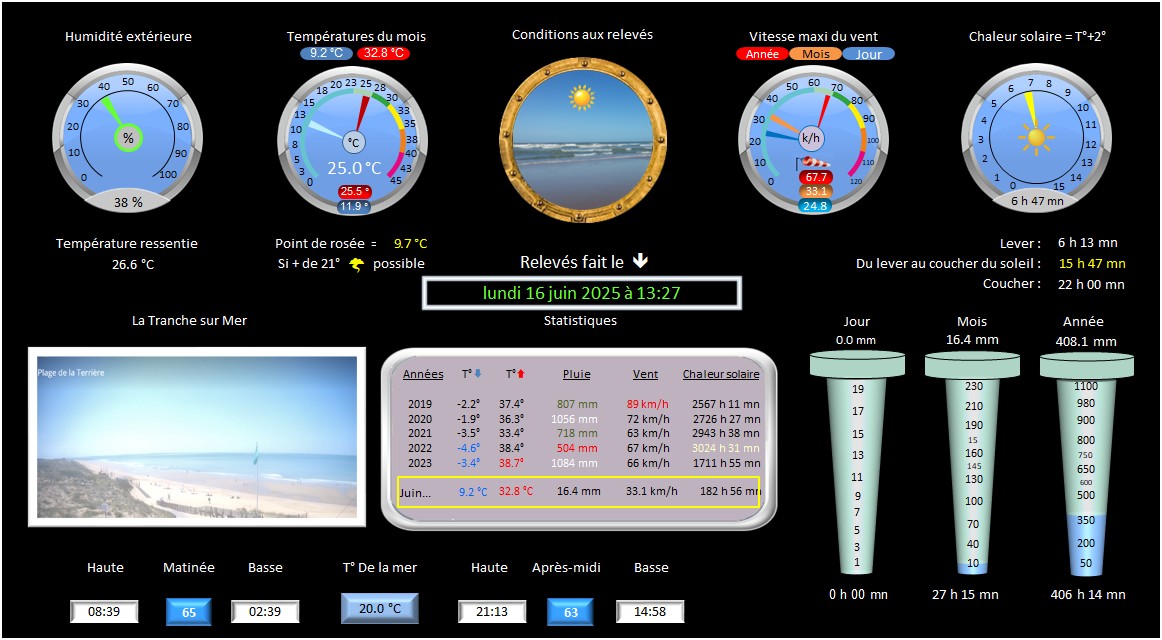 Humidité extérieure
Températures du mois
9.2 °C 32.8 °C
Conditions aux relevés
Vitesse maxi du vent
Année Mois Jour
Chaleur solaire = T°+2°
0 10 20 30 40 50 60 70 80 90 100
%
38 %
0 3 5 8 10 13 15 18 20 23 25 28 30 33 35 38 40 43 45
°C
25.0 °C
25.5 °
11.9 °
0 10 20 30 40 50 60 70 80 90 100 110 120
k/h
67.7
33.1
24.8
0 1 2 3 4 5 6 7 8 9 10 11 12 13 14 15
6 h 47 mn
Température ressentie
26.6 °C
Point de rosée = 9.7 °C
Si + de 21° possible
Relevés fait le
lundi 16 juin 2025 à 13:27
Lever : 6 h 13 mn
Du lever au coucher du soleil : 15 h 47 mn
Coucher : 22 h 00 mn
La Tranche sur Mer
Plage de la Terrière
Statistiques
Années T° T° Pluie Vent Chaleur solaire
2019 -2.2° 37.4° 807 mm 89 km/h 2567 h 11 mn
2020 -1.9° 36.3° 1056 mm 72 km/h 2726 h 27 mn
2021 -3.5° 33.4° 718 mm 63 km/h 2943 h 38 mn
2022 -4.6° 38.4° 504 mm 67 km/h 3024 h 31 mn
2023 -3.4° 38.7° 1084 mm 66 km/h 1711 h 55 mn
Juin... 9.2 °C 32.8 °C 16.4 mm 33.1 km/h 182 h 56 mn
Jour
0.0 mm
19
17
15
13
11
9
7
5
3
1
0 h 00 mn
Mois
16.4 mm
230
210
190
15
160
145
130
100
70
40
10
27 h 15 mn
Année
408.1 mm
1100
980
900
800
750
650
600
500
350
200
50
406 h 14 mn
Haute Matinée Basse T° De la mer Haute Après-midi Basse
08:39 65 02:39 20.0 °C 21:13 63 14:58